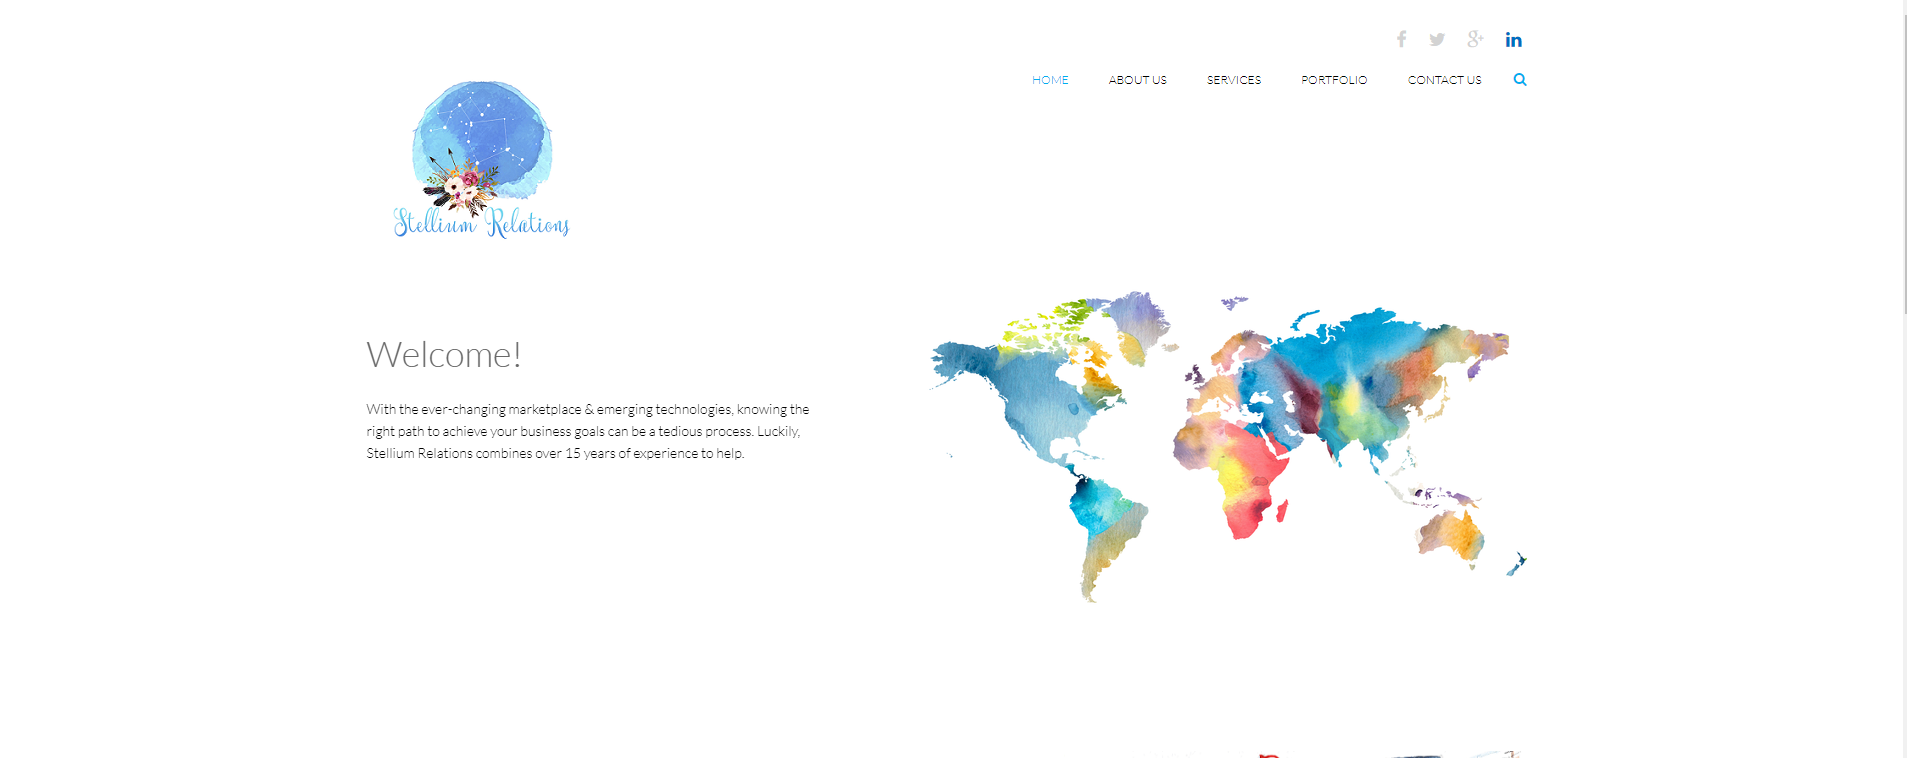 HOME ABOUT US SERVICES PORTFOLIO CONTACT US
Stellium Relations
Welcome!
With the ever-changing marketplace & emerging technologies, knowing the
right path to achieve your business goals can be a tedious process. Luckily,
Stellium Relations combines over 15 years of experience to help.